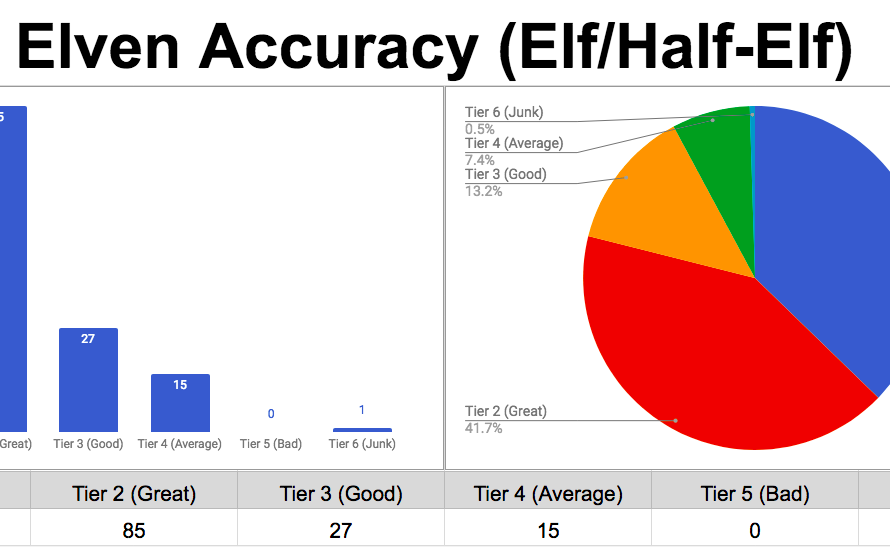 Elven Accuracy (Elf/Half-Elf)
5
27
15
0
1
Great)
Tier 3 (Good)
Tier 4 (Average)
Tier 5 (Bad)
Tier 6 (Junk)
Tier 6 (Junk)
0.5%
Tier 4 (Average)
7.4%
Tier 3 (Good)
13.2%
Tier 2 (Great)
41.7%
Tier 2 (Great) Tier 3 (Good) Tier 4 (Average) Tier 5 (Bad)
85 27 15 0